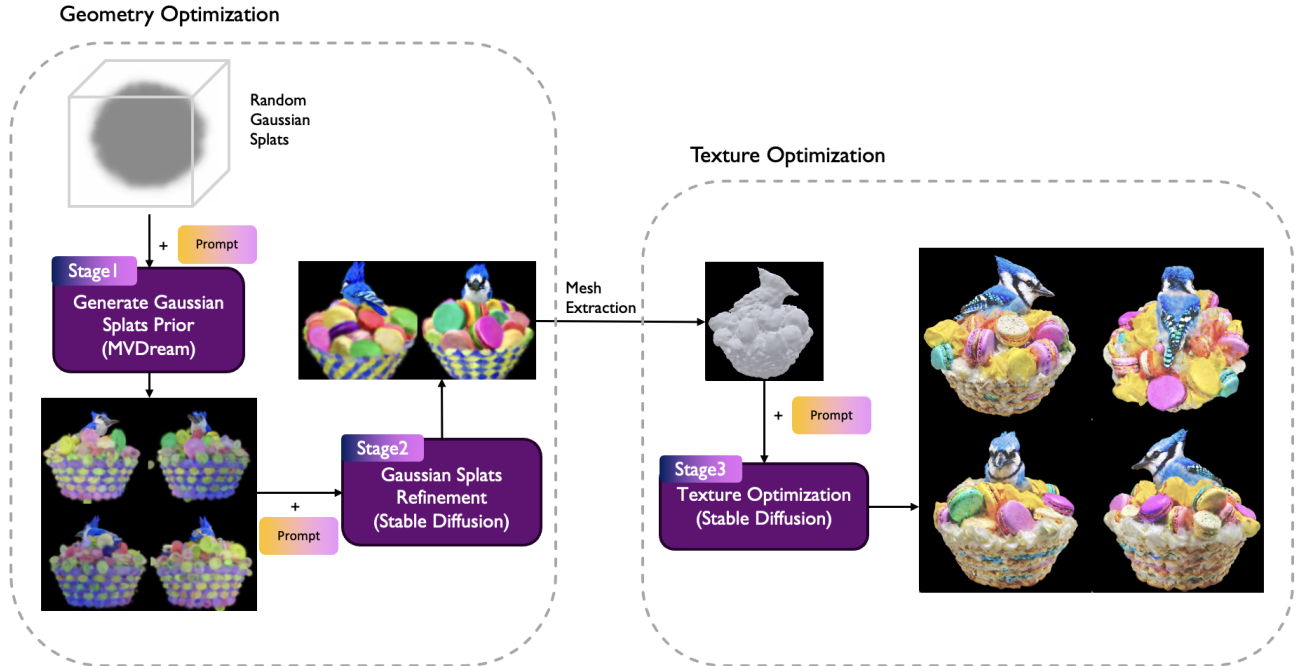 Geometry Optimization
Random
Gaussian
Splats
+ Prompt
Stage1
Generate Gaussian
Splats Prior
(MVDream)
+
Prompt
Stage2
Gaussian Splats
Refinement
(Stable Diffusion)
Mesh
Extraction
Texture Optimization
+ Prompt
Stage3
Texture Optimization
(Stable Diffusion)